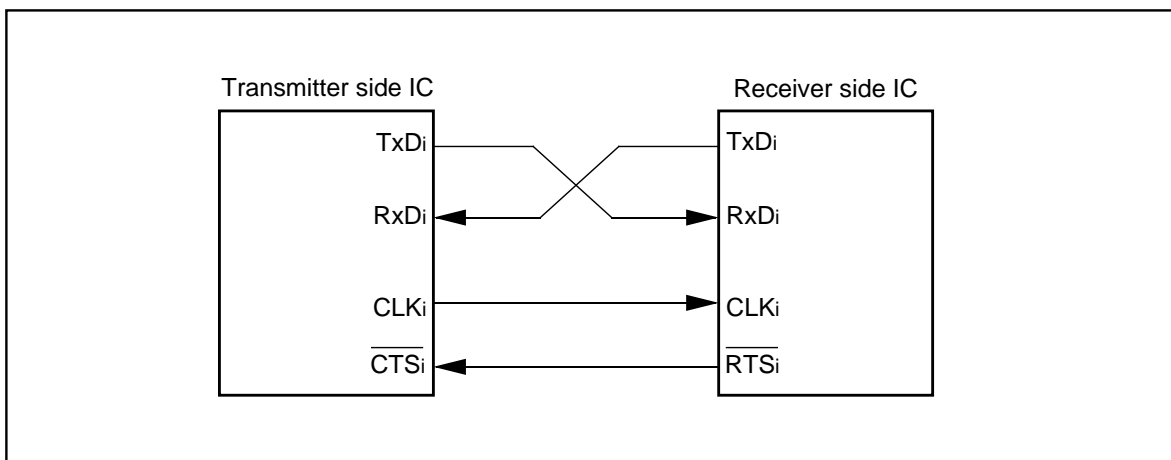 Transmitter side IC
Receiver side IC
TxDi
TxDi
RxDi
RxDi
CLKi
CLKi
CTSi
RTSi